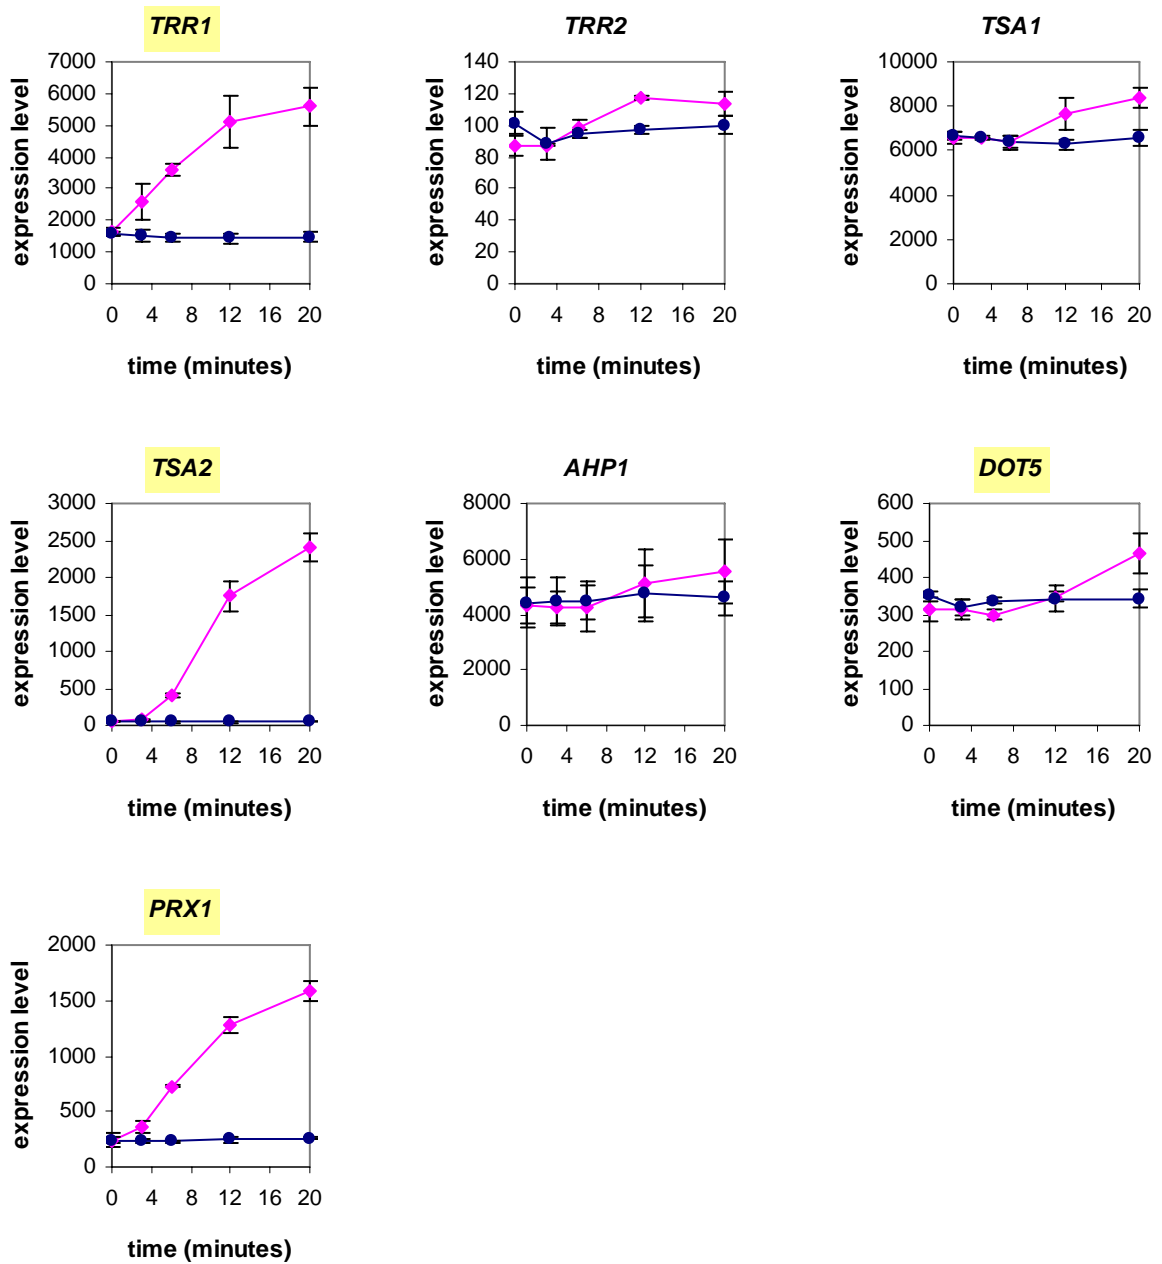 TRR1
expression level
7000
6000
5000
4000
3000
2000
1000
0
0 4 8 12 16 20
time (minutes)
TRR2
expression level
140
120
100
80
60
40
20
0
0 4 8 12 16 20
time (minutes)
TSA1
expression level
10000
8000
6000
4000
2000
0
0 4 8 12 16 20
time (minutes)
TSA2
expression level
3000
2500
2000
1500
1000
500
0
0 4 8 12 16 20
time (minutes)
AHP1
expression level
8000
6000
4000
2000
0
0 4 8 12 16 20
time (minutes)
DOT5
expression level
600
500
400
300
200
100
0
0 4 8 12 16 20
time (minutes)
PRX1
expression level
2000
1500
1000
500
0
0 4 8 12 16 20
time (minutes)